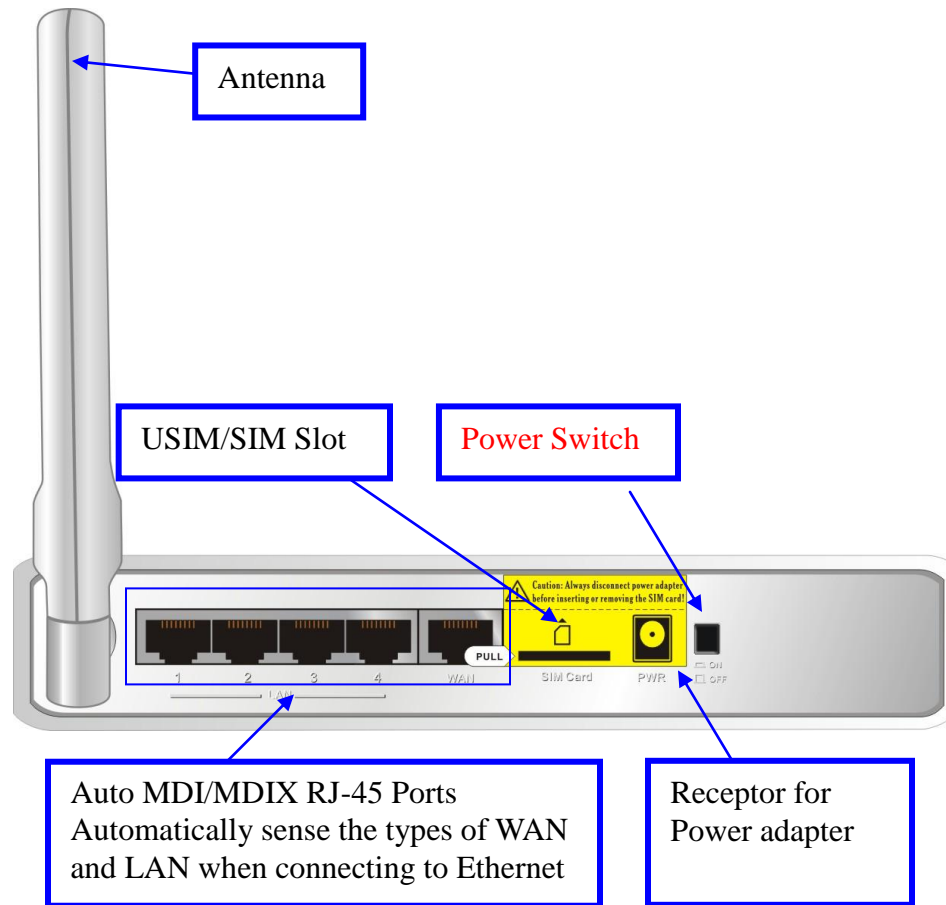 Antenna
USIM/SIM Slot
Power Switch
Caution: Always disconnect power adapter
before inserting or removing the SIM card!
PULL
ON
OFF
1 2 3 4 WAN SIM Card PWR
LAN
Auto MDI/MDIX RJ-45 Ports
Automatically sense the types of WAN
and LAN when connecting to Ethernet
Receptor for
Power adapter